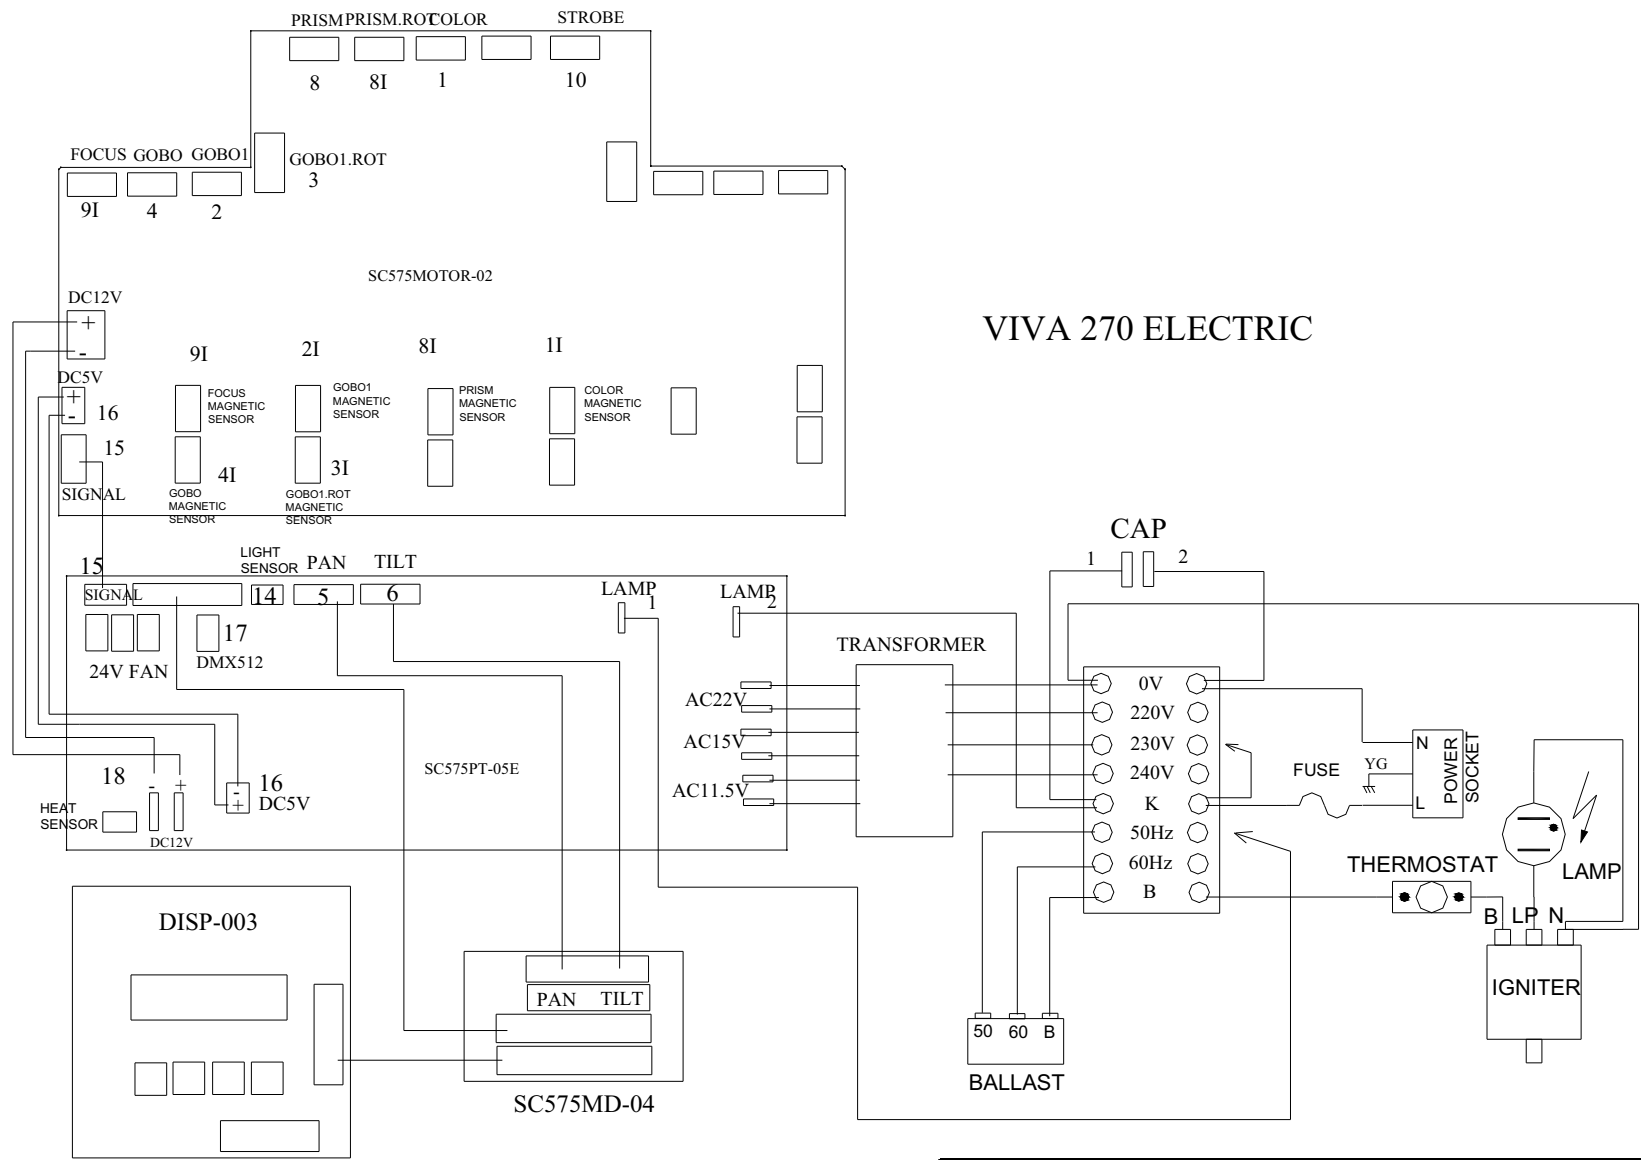 PRISM PRISM.ROT COLOR STROBE
8 8I 1 10
FOCUS GOBO GOBO1
GOBO1.ROT
3
9I 4 2
SC575MOTOR-02
DC12V
+
-
VIVA 270 ELECTRIC
9I 2I 8I 1I
DC5V
+
-
16
FOCUS
MAGNETIC
SENSOR
GOBO1
MAGNETIC
SENSOR
PRISM
MAGNETIC
SENSOR
COLOR
MAGNETIC
SENSOR
15
SIGNAL
4I
GOBO
MAGNETIC
SENSOR
3I
GOBO1.ROT
MAGNETIC
SENSOR
CAP
1 2
15
SIGNAL
LIGHT
SENSOR
14
PAN
5
TILT
6
LAMP
1
LAMP
2
17
DMX512
24V FAN
TRANSFORMER
AC22V
AC15V
AC11.5V
SC575PT-05E
18
- +
DC12V
HEAT
SENSOR
16
-
+
DC5V
0V
220V
230V
240V
K
50Hz
60Hz
B
FUSE
N
YG
L
POWER
SOCKET
THERMOSTAT
LAMP
B LP N
IGNITER
DISP-003
PAN TILT
SC575MD-04
50 60 B
BALLAST